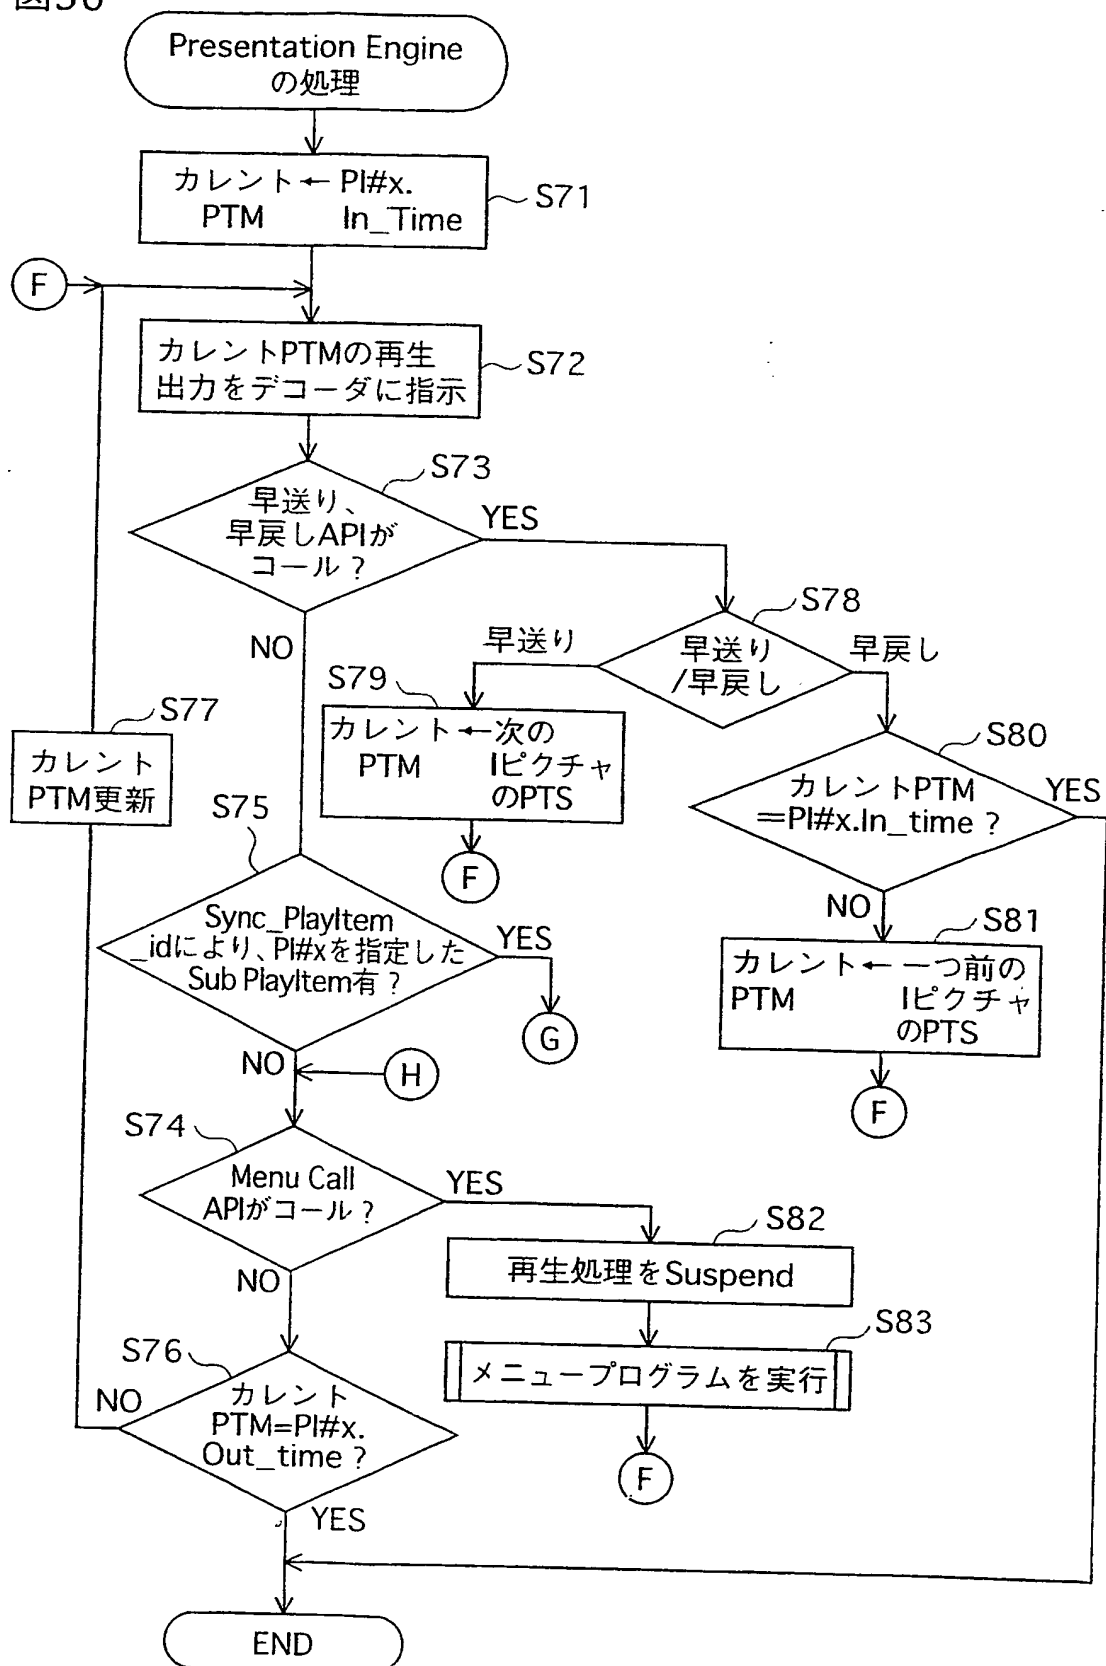 図36
Presentation Engine
の処理
カレント← PI#x.
PTM In_Time
S71
F
カレントPTMの再生
出力をデコーダに指示
S72
S73
早送り、
早戻しAPIが
コール？
YES
NO
S78
早送り
/早戻し
早送り
早戻し
S79
カレント←次の
PTM Iピクチャ
のPTS
F
S80
カレントPTM
=PI#x.In_time？
YES
NO
S81
カレント←一つ前の
PTM Iピクチャ
のPTS
F
S77
カレント
PTM更新
S75
Sync_PlayItem
_idにより、PI#xを指定した
Sub PlayItem有？
YES
G
NO
H
S74
Menu Call
APIがコール？
YES
NO
S82
再生処理をSuspend
S83
メニュープログラムを実行
F
S76
カレント
PTM=PI#x.
Out_time？
NO
YES
END